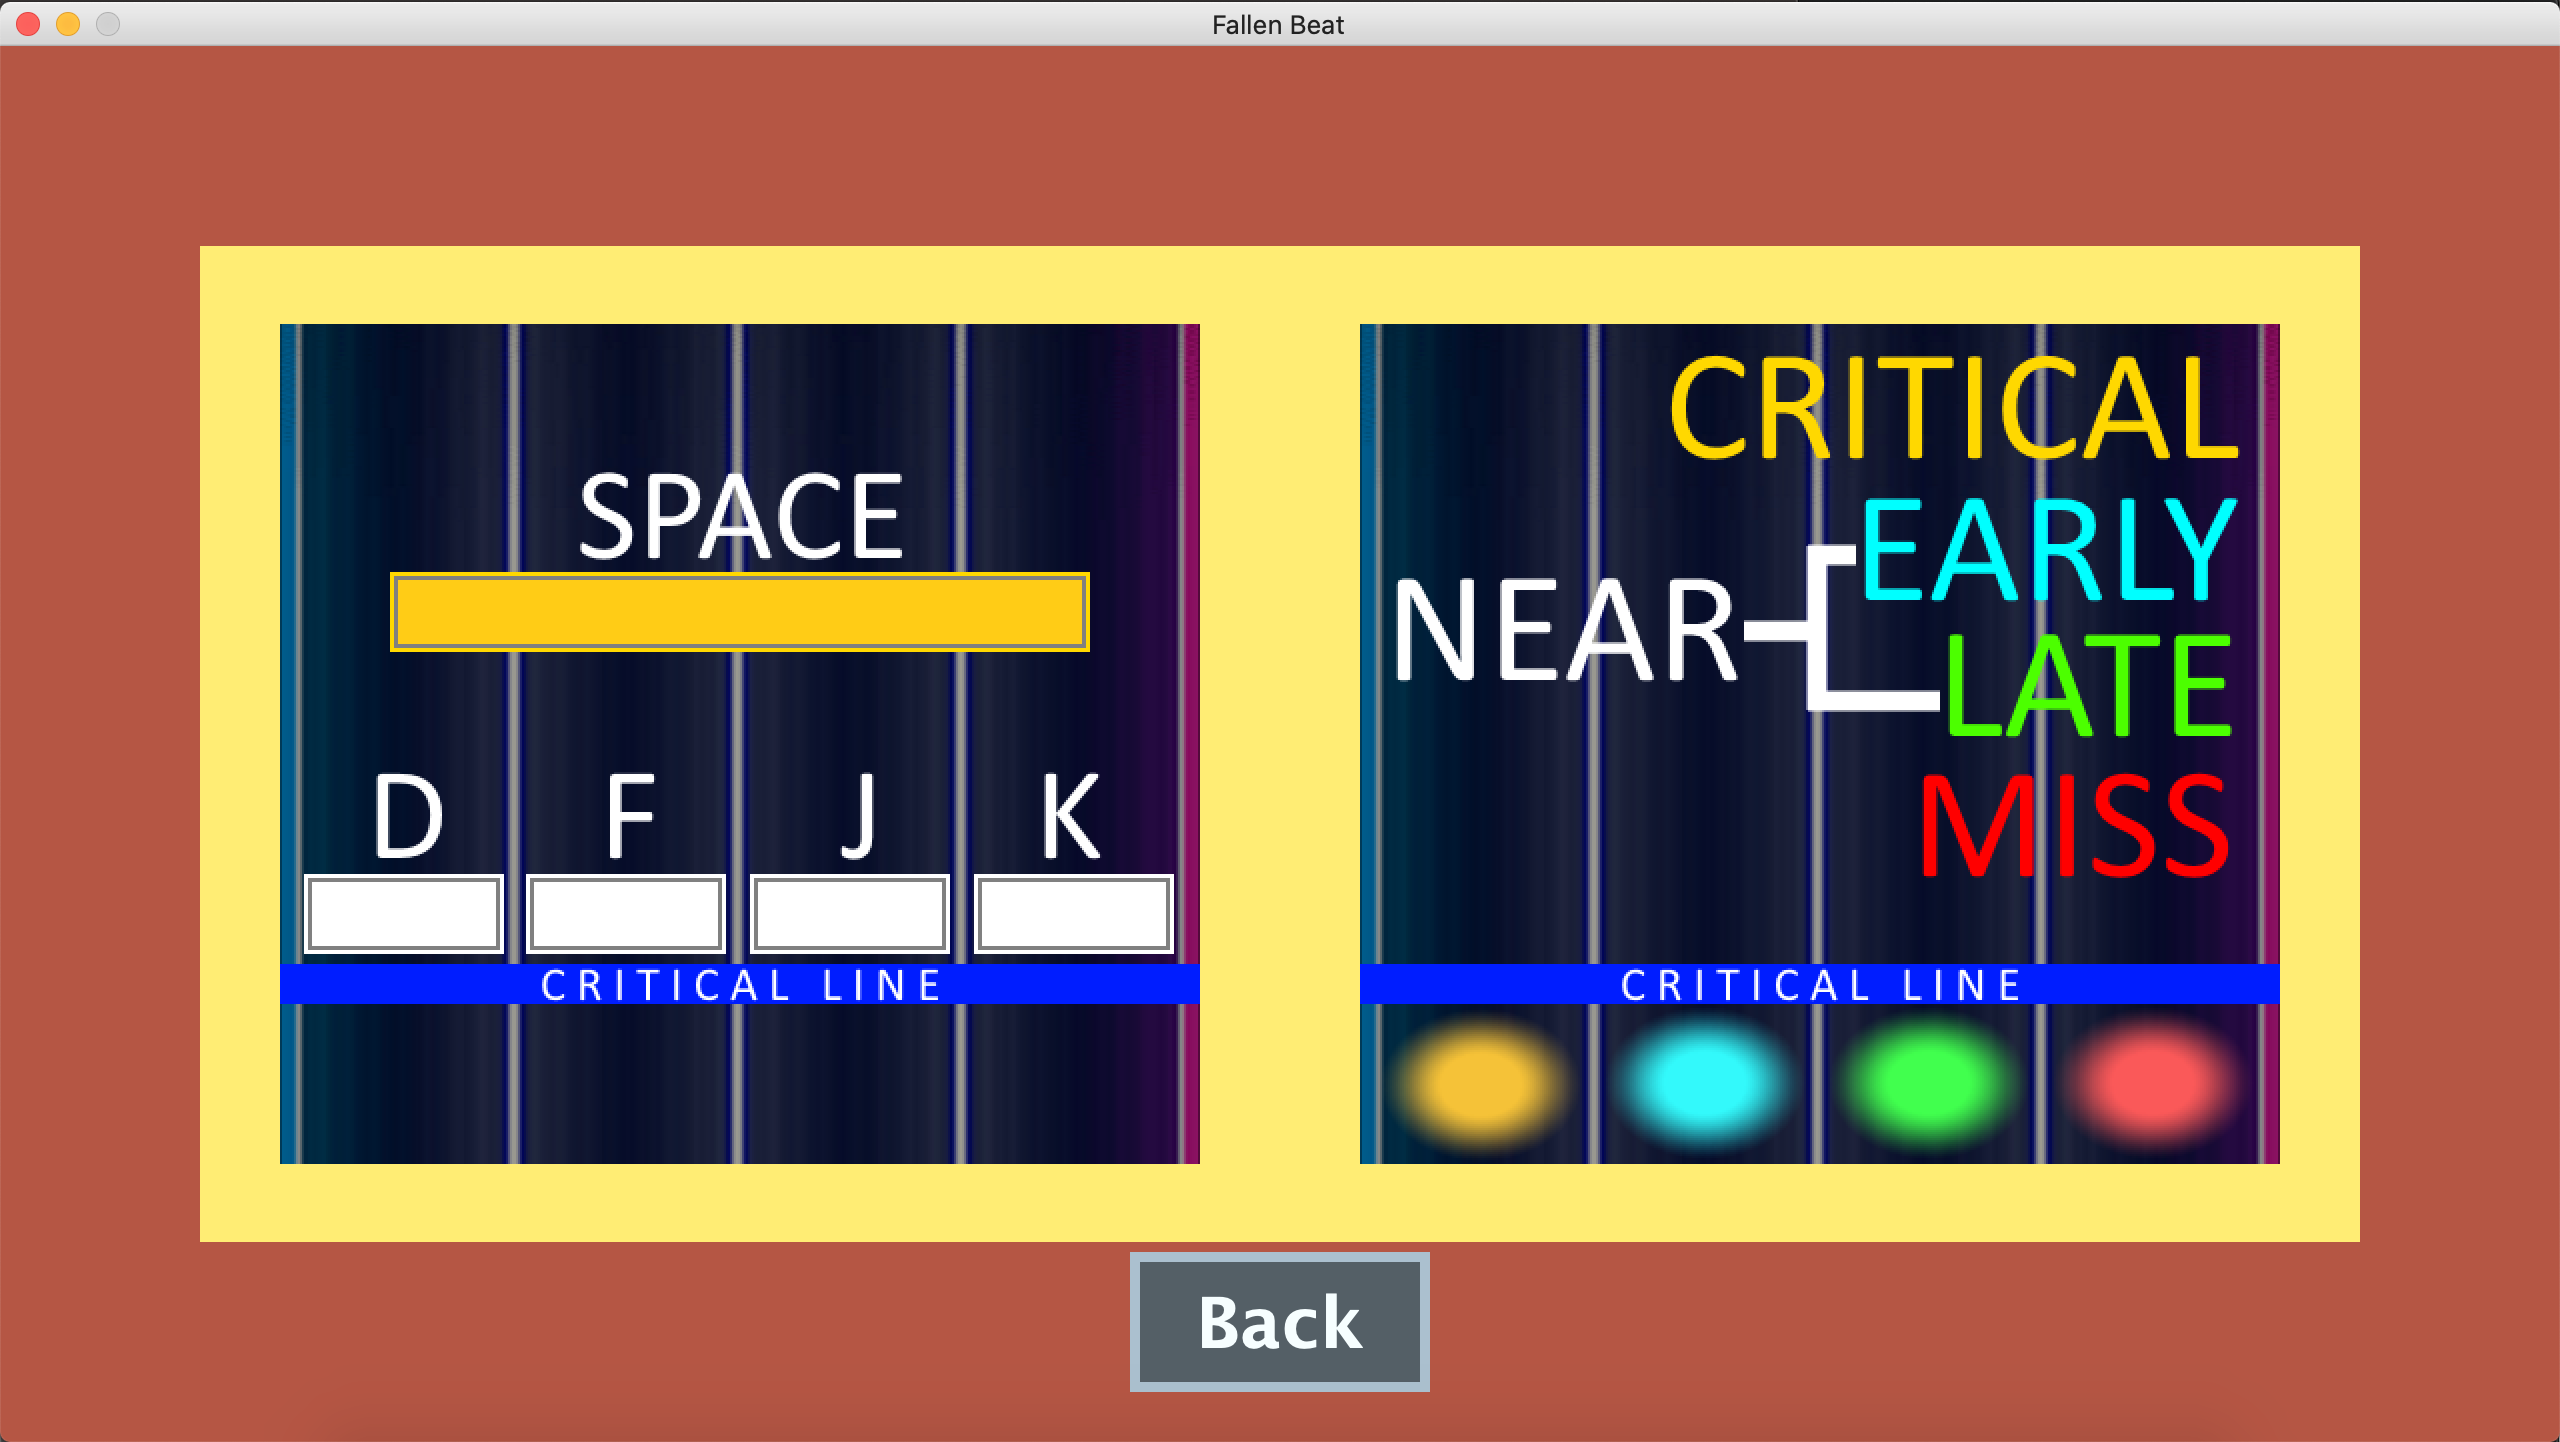 Fallen Beat
SPACE
D F J K
CRITICAL LINE
CRITICAL
EARLY
NEAR
LATE
MISS
CRITICAL LINE
Back